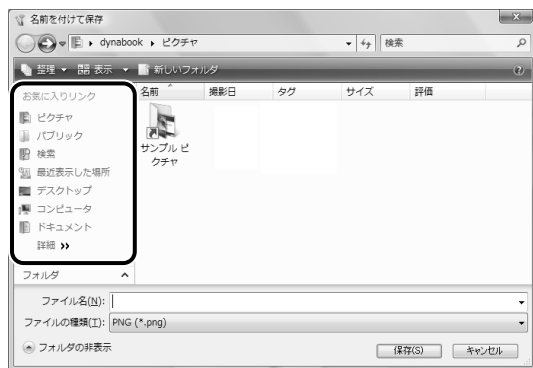 名前を付けて保存
dynabook ▸ ピクチャ
検索
整理 表示 新しいフォルダ
お気に入りリンク
ピクチャ
パブリック
検索
最近表示した場所
デスクトップ
コンピュータ
ドキュメント
詳細 »
フォルダ
名前 撮影日 タグ サイズ 評価
サンプル ピ
クチャ
ファイル名(N):
ファイルの種類(T): PNG (*.png)
フォルダの非表示 保存(S) キャンセル